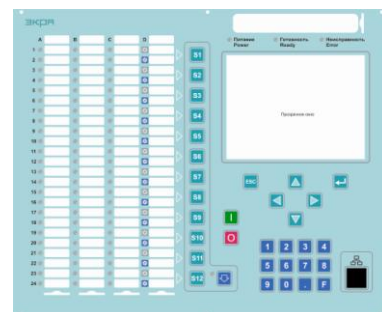 ЭКРА
Питание
Power
Готовность
Ready
Неисправность
Error
A B C D
1
2
3
4
5
6
7
8
9
10
11
12
13
14
15
16
17
18
19
20
21
22
23
24
S1
S2
S3
S4
S5
S6
S7
S8
S9
S10
S11
S12
Прозрачное окно
ESC
I
O
1 2 3 4
5 6 7 8
9 0 . F